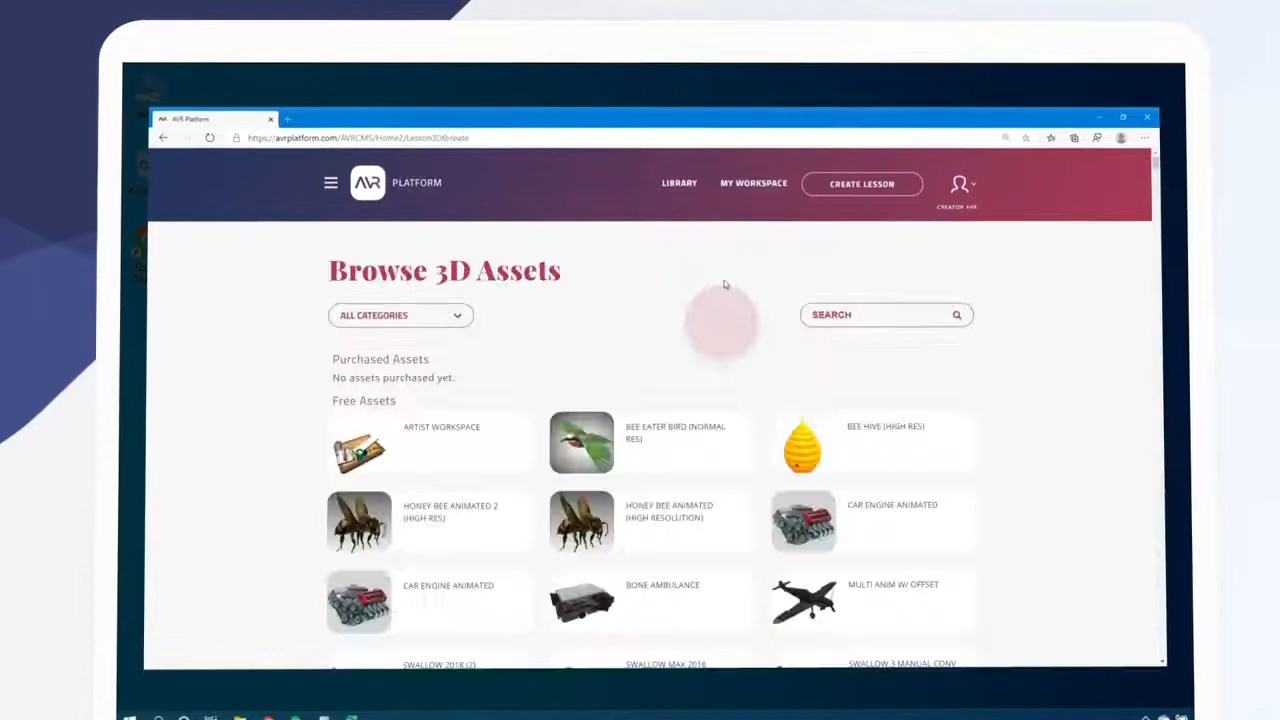 AVR Platform
https://avrplatform.com/AVRCMS/Home2/Lesson3DCreate
AVR PLATFORM
LIBRARY
MY WORKSPACE
CREATE LESSON
CREATOR AVR
Browse 3D Assets
ALL CATEGORIES
SEARCH
Purchased Assets
No assets purchased yet.
Free Assets
ARTIST WORKSPACE
BEE EATER BIRD (NORMAL
RES)
BEE HIVE (HIGH RES)
HONEY BEE ANIMATED 2
(HIGH RES)
HONEY BEE ANIMATED
(HIGH RESOLUTION)
CAR ENGINE ANIMATED
CAR ENGINE ANIMATED
BONE AMBULANCE
MULTI ANIM W/ OFFSET
SWALLOW 2018 (2)
SWALLOW MAX 2016
SWALLOW 3 MANUAL CONV